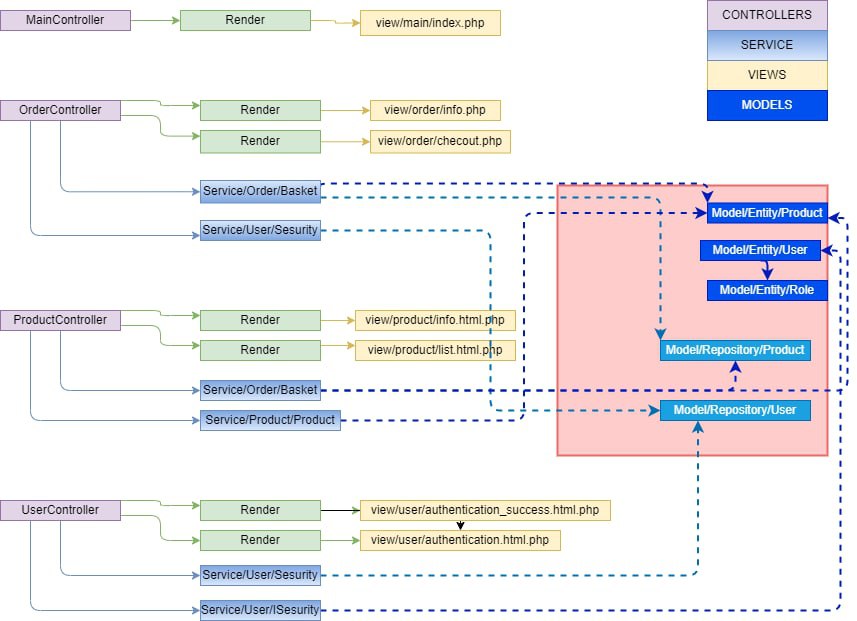 MainController
Render
view/main/index.php
CONTROLLERS
SERVICE
VIEWS
MODELS
OrderController
Render
view/order/info.php
Render
view/order/checout.php
Service/Order/Basket
Service/User/Sesurity
Model/Entity/Product
Model/Entity/User
Model/Entity/Role
ProductController
Render
view/product/info.html.php
Render
view/product/list.html.php
Model/Repository/Product
Service/Order/Basket
Service/Product/Product
Model/Repository/User
UserController
Render
view/user/authentication_success.html.php
Render
view/user/authentication.html.php
Service/User/Sesurity
Service/User/ISesurity